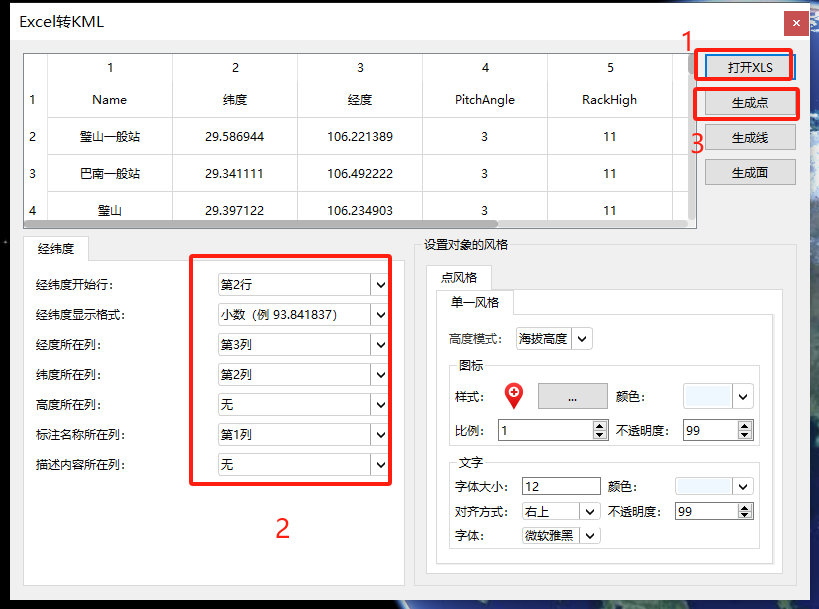 Excel转KML
×
1
1 2 3 4 5
打开XLS
1 Name 纬度 经度 PitchAngle RackHigh
生成点
2 璧山一般站 29.586944 106.221389 3 11
3
生成线
3 巴南一般站 29.341111 106.492222 3 11
生成面
4 璧山 29.397122 106.234903 3 11
经纬度
经纬度开始行: 第2行
经纬度显示格式: 小数（例 93.841837）
经度所在列: 第3列
纬度所在列: 第2列
高度所在列: 无
标注名称所在列: 第1列
描述内容所在列: 无
2
设置对象的风格
点风格
单一风格
高度模式: 海拔高度
图标
样式: ... 颜色:
比例: 1 不透明度: 99
文字
字体大小: 12 颜色:
对齐方式: 右上 不透明度: 99
字体: 微软雅黑